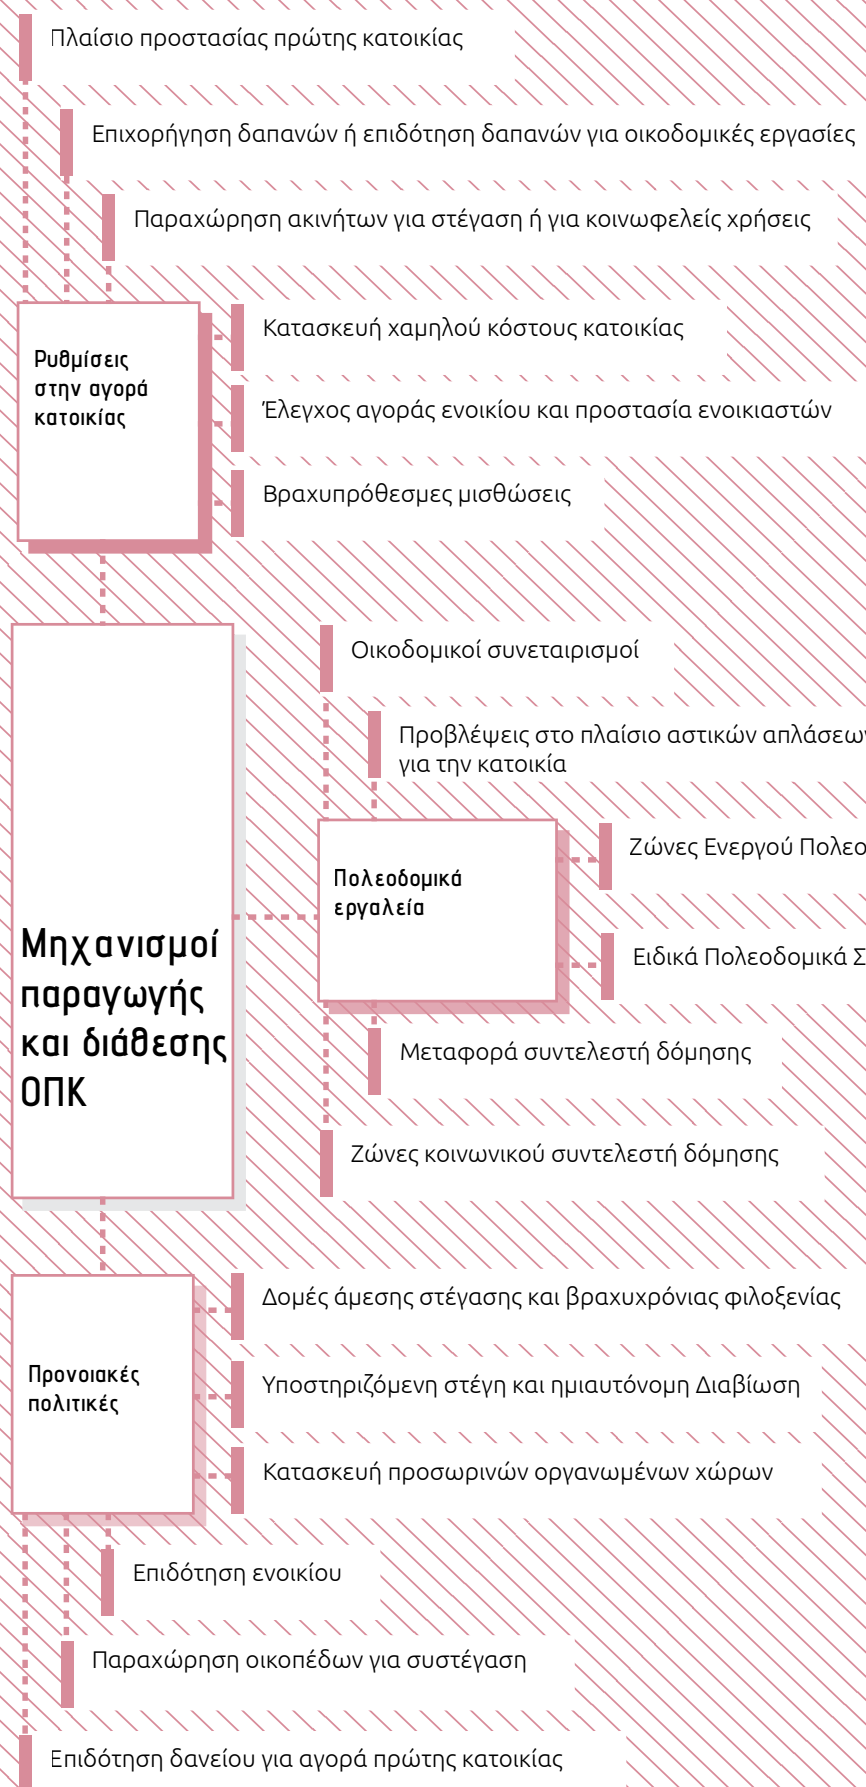 Πλαίσιο προστασίας πρώτης κατοικίας
Επιχορήγηση δαπανών ή επιδότηση δαπανών για οικοδομικές εργασίες
Παραχώρηση ακινήτων για στέγαση ή για κοινωφελείς χρήσεις
Ρυθμίσεις
στην αγορά
κατοικίας
Κατασκευή χαμηλού κόστους κατοικίας
Έλεγχος αγοράς ενοικίου και προστασία ενοικιαστών
Βραχυπρόθεσμες μισθώσεις
Μηχανισμοί
παραγωγής
και διάθεσης
ΟΠΚ
Οικοδομικοί συνεταιρισμοί
Προβλέψεις στο πλαίσιο αστικών απλάσεων
για την κατοικία
Πολεοδομικά
εργαλεία
Ζώνες Ενεργού
Ειδικά Πολεοδομικά
Μεταφορά συντελεστή δόμησης
Ζώνες κοινωνικού συντελεστή δόμησης
Προνοιακές
πολιτικές
Δομές άμεσης στέγασης και βραχυχρόνιας φιλοξενίας
Υποστηριζόμενη στέγη και ημιαυτόνομη Διαβίωση
Κατασκευή προσωρινών οργανωμένων χώρων
Επιδότηση ενοικίου
Παραχώρηση οικοπέδων για συστέγαση
Επιδότηση δανείου για αγορά πρώτης κατοικίας